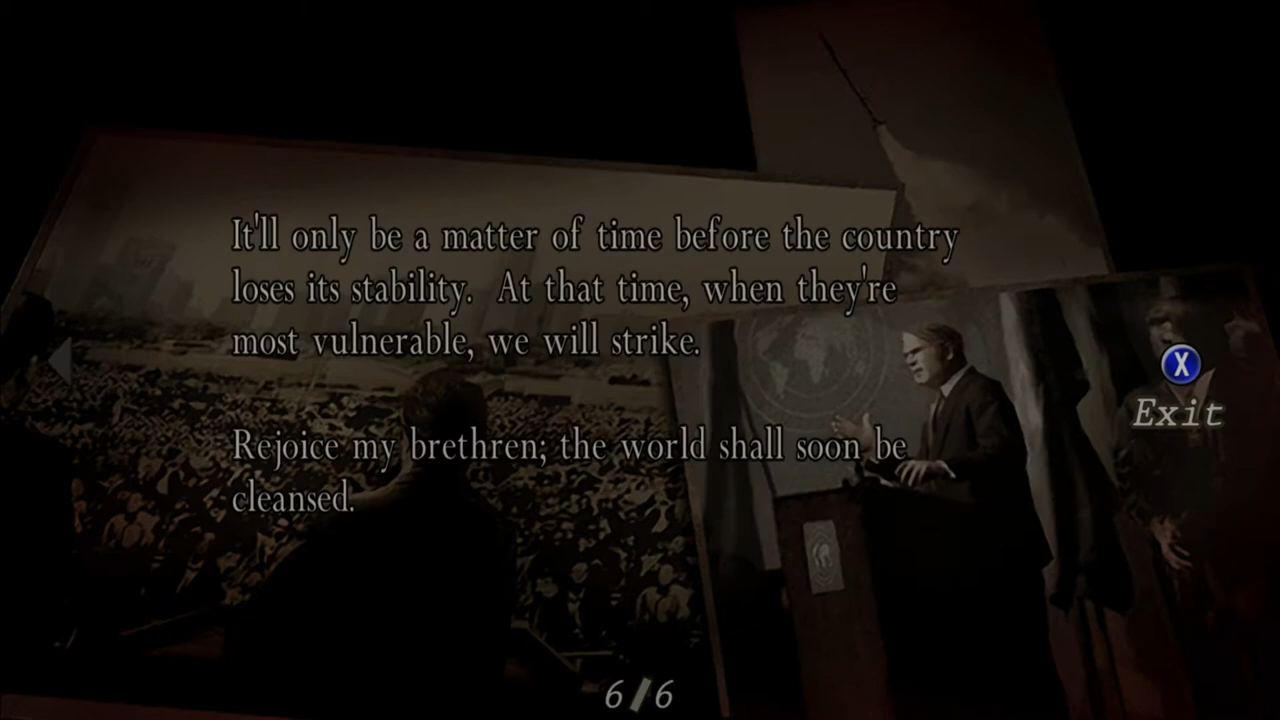 It'll only be a matter of time before the country
loses its stability. At that time, when they're
most vulnerable, we will strike.
Rejoice my brethren; the world shall soon be
cleansed.
X
Exit
6/6